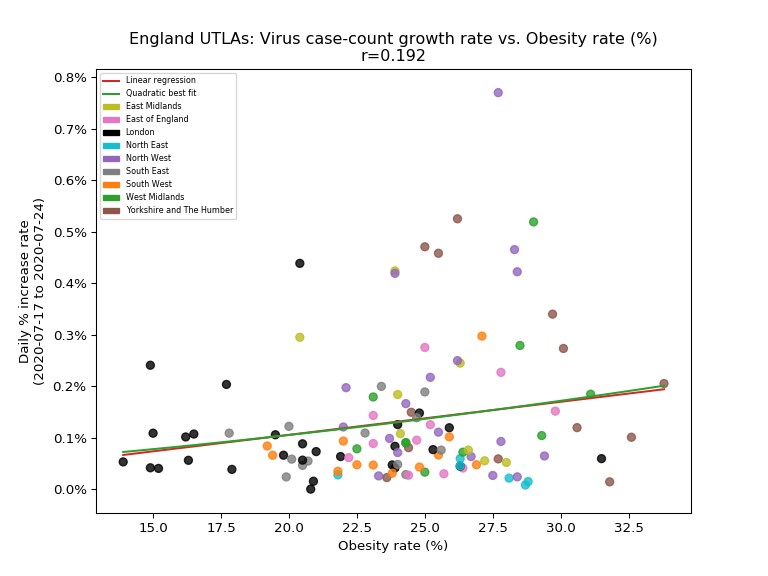 England UTLAs: Virus case-count growth rate vs. Obesity rate (%)
r=0.192
Linear regression
Quadratic best fit
East Midlands
East of England
London
North East
North West
South East
South West
West Midlands
Yorkshire and The Humber
0.8%
0.7%
0.6%
0.5%
0.4%
0.3%
0.2%
0.1%
0.0%
Daily % increase rate
(2020-07-17 to 2020-07-24)
15.0 17.5 20.0 22.5 25.0 27.5 30.0 32.5
Obesity rate (%)